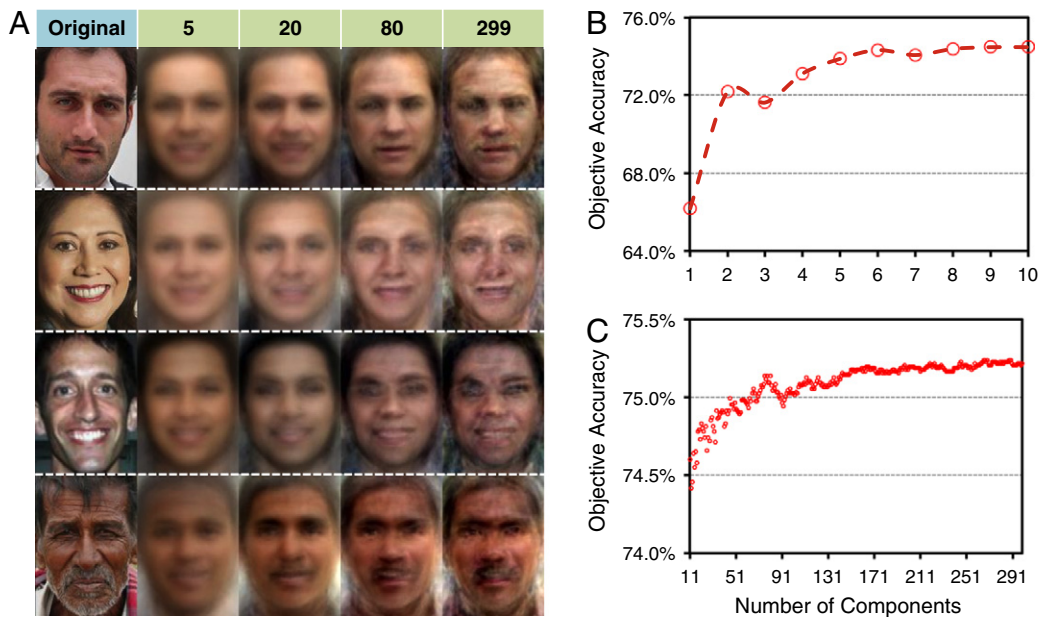 A
Original 5 20 80 299
B
Objective Accuracy
76.0%
72.0%
68.0%
64.0%
1 2 3 4 5 6 7 8 9 10
C
Objective Accuracy
75.5%
75.0%
74.5%
74.0%
11 51 91 131 171 211 251 291
Number of Components